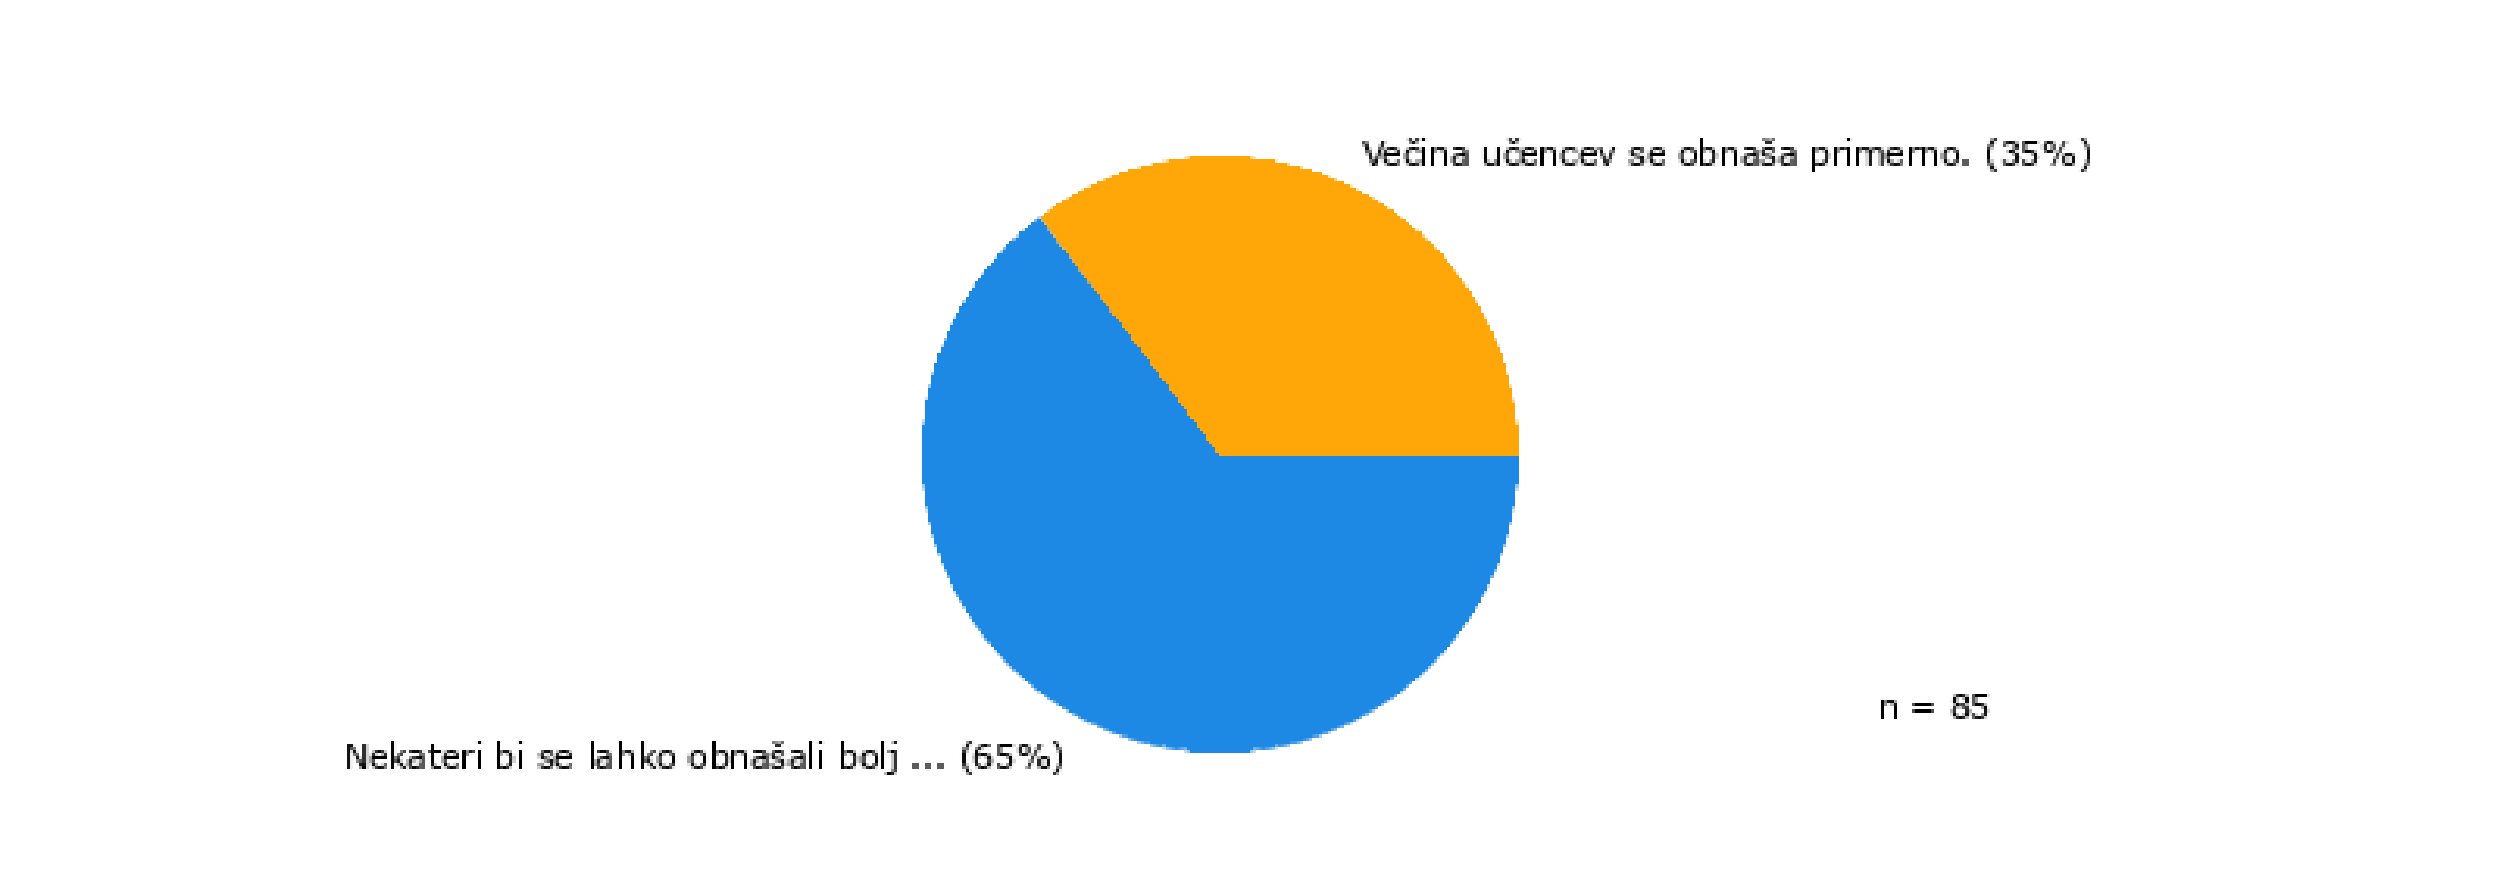 Večina učencev se obnaša primerno. (35%)
n = 85
Nekateri bi se lahko obnašali bolj ... (65%)